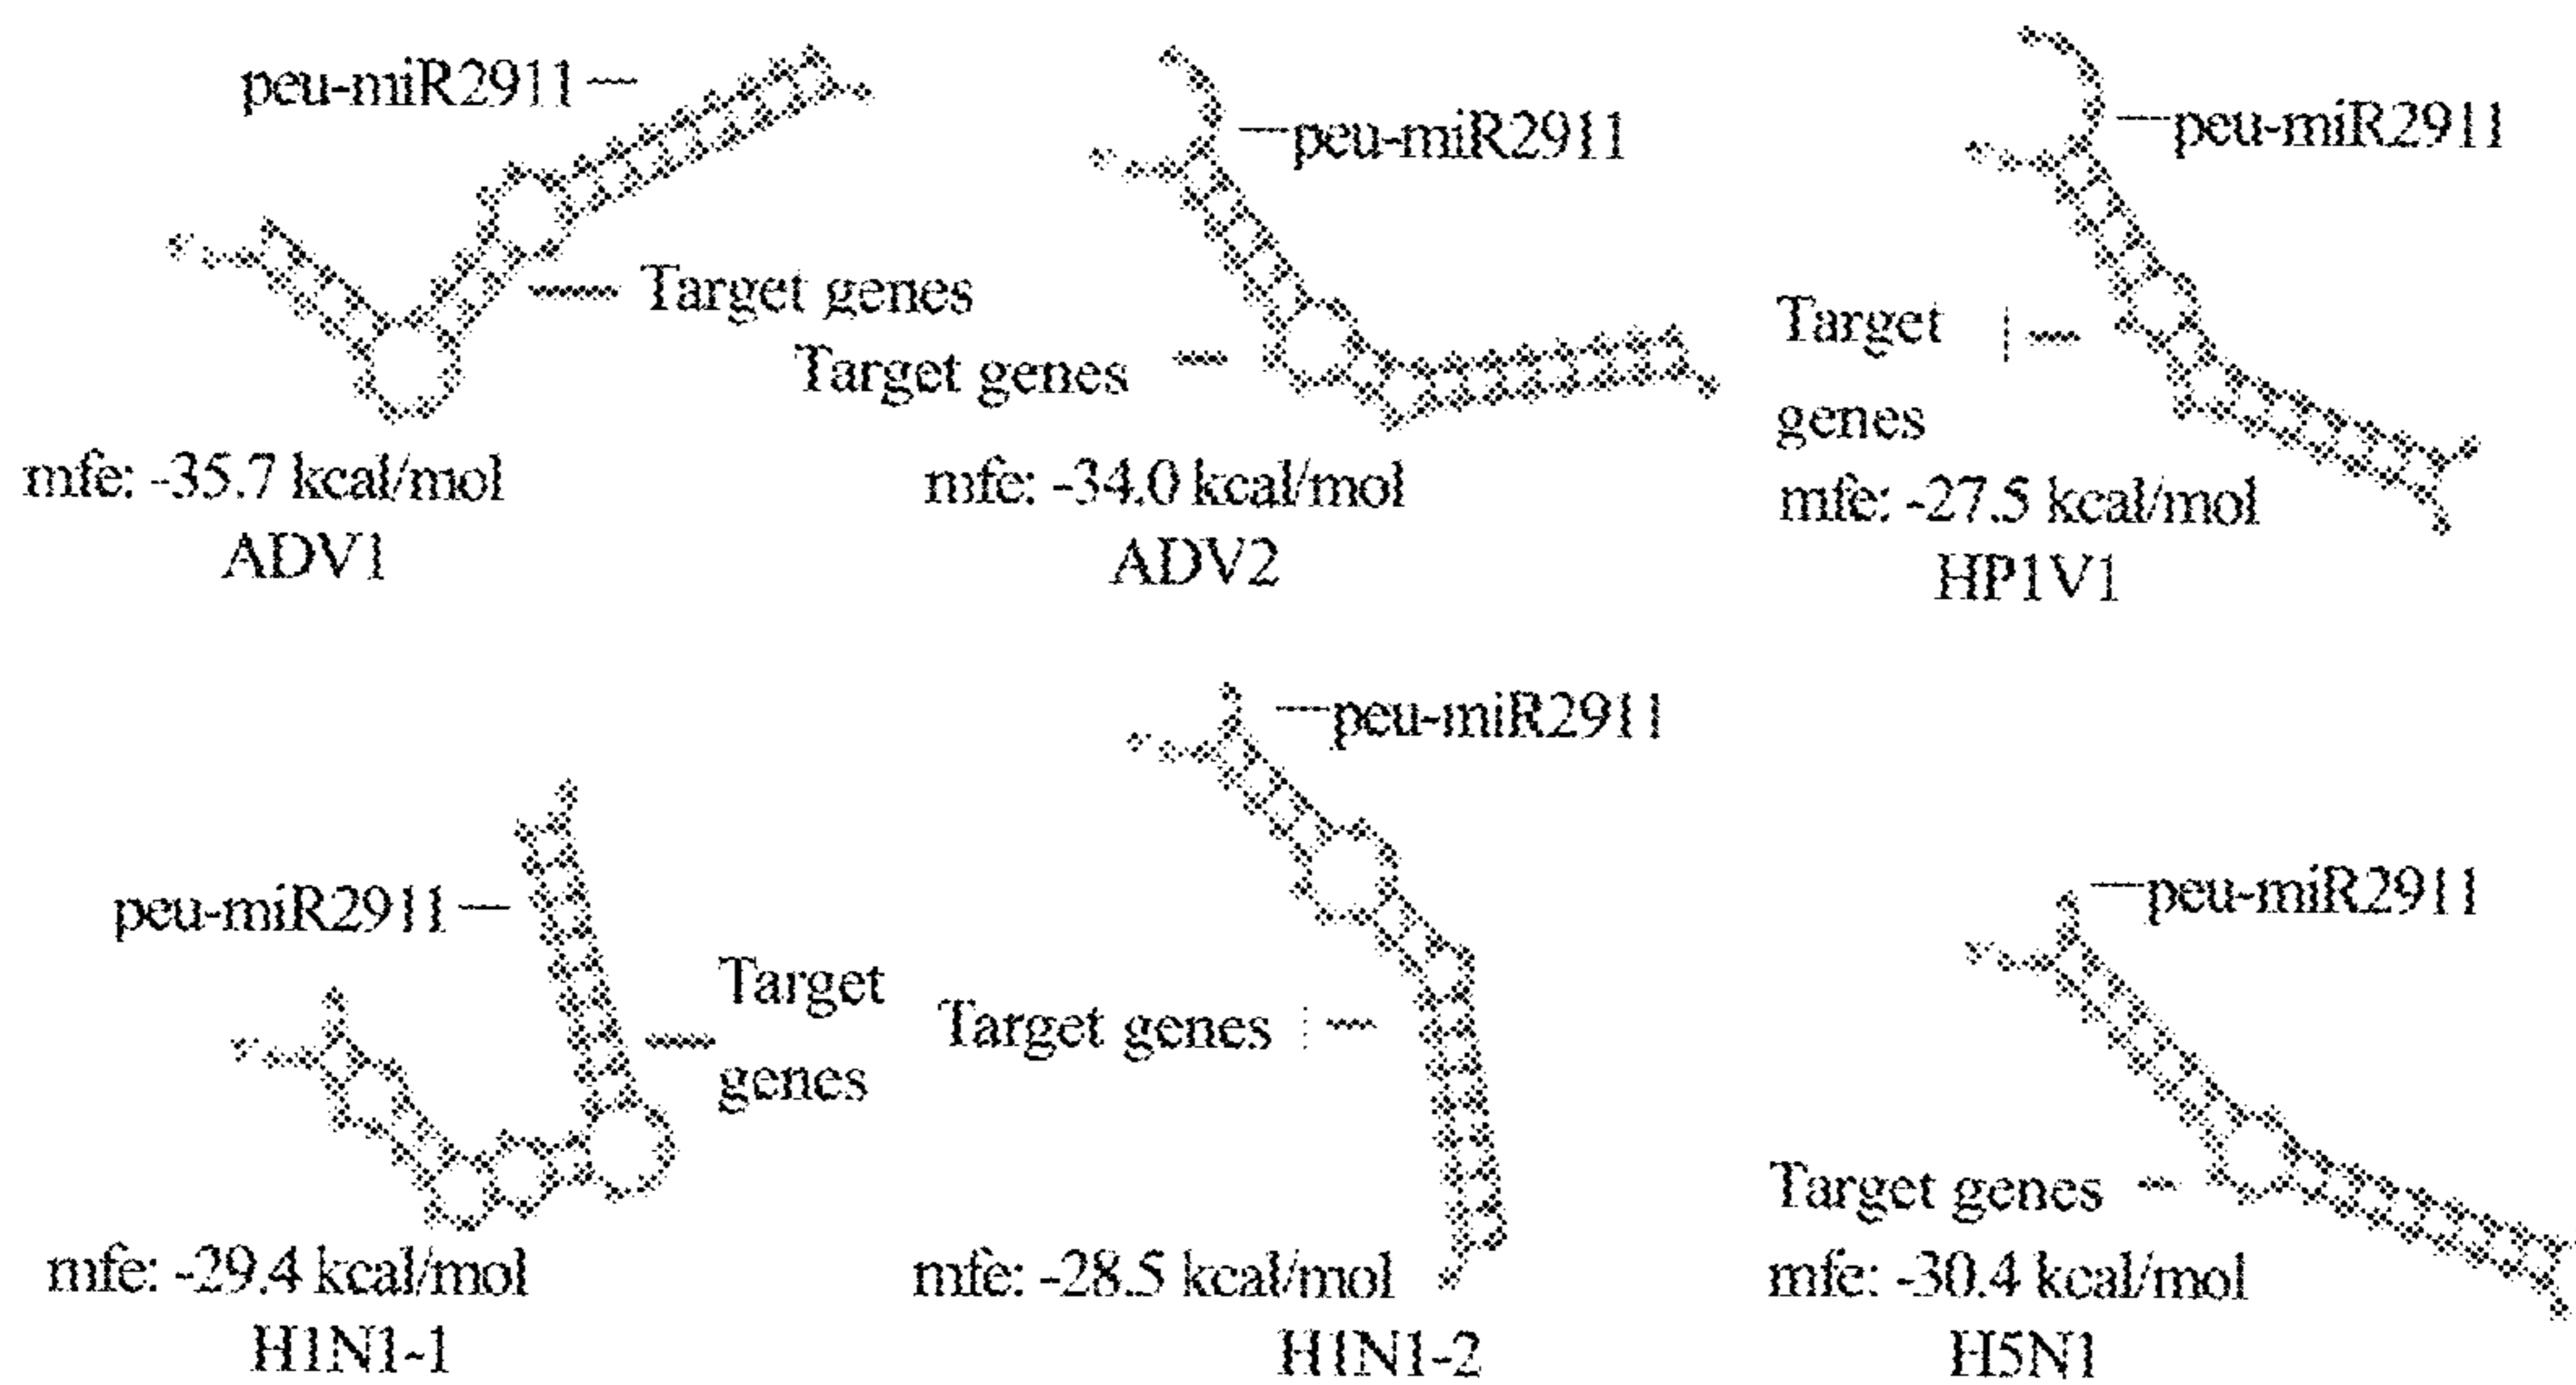 peu-miR2911
Target genes
mfe: -35.7 kcal/mol
ADV1
peu-miR2911
Target genes
mfe: -34.0 kcal/mol
ADV2
peu-miR2911
Target
genes
mfe: -27.5 kcal/mol
HP1V1
peu-miR2911
Target
genes
mfe: -29.4 kcal/mol
H1N1-1
peu-miR2911
Target genes
mfe: -28.5 kcal/mol
H1N1-2
peu-miR2911
Target genes
mfe: -30.4 kcal/mol
H5N1